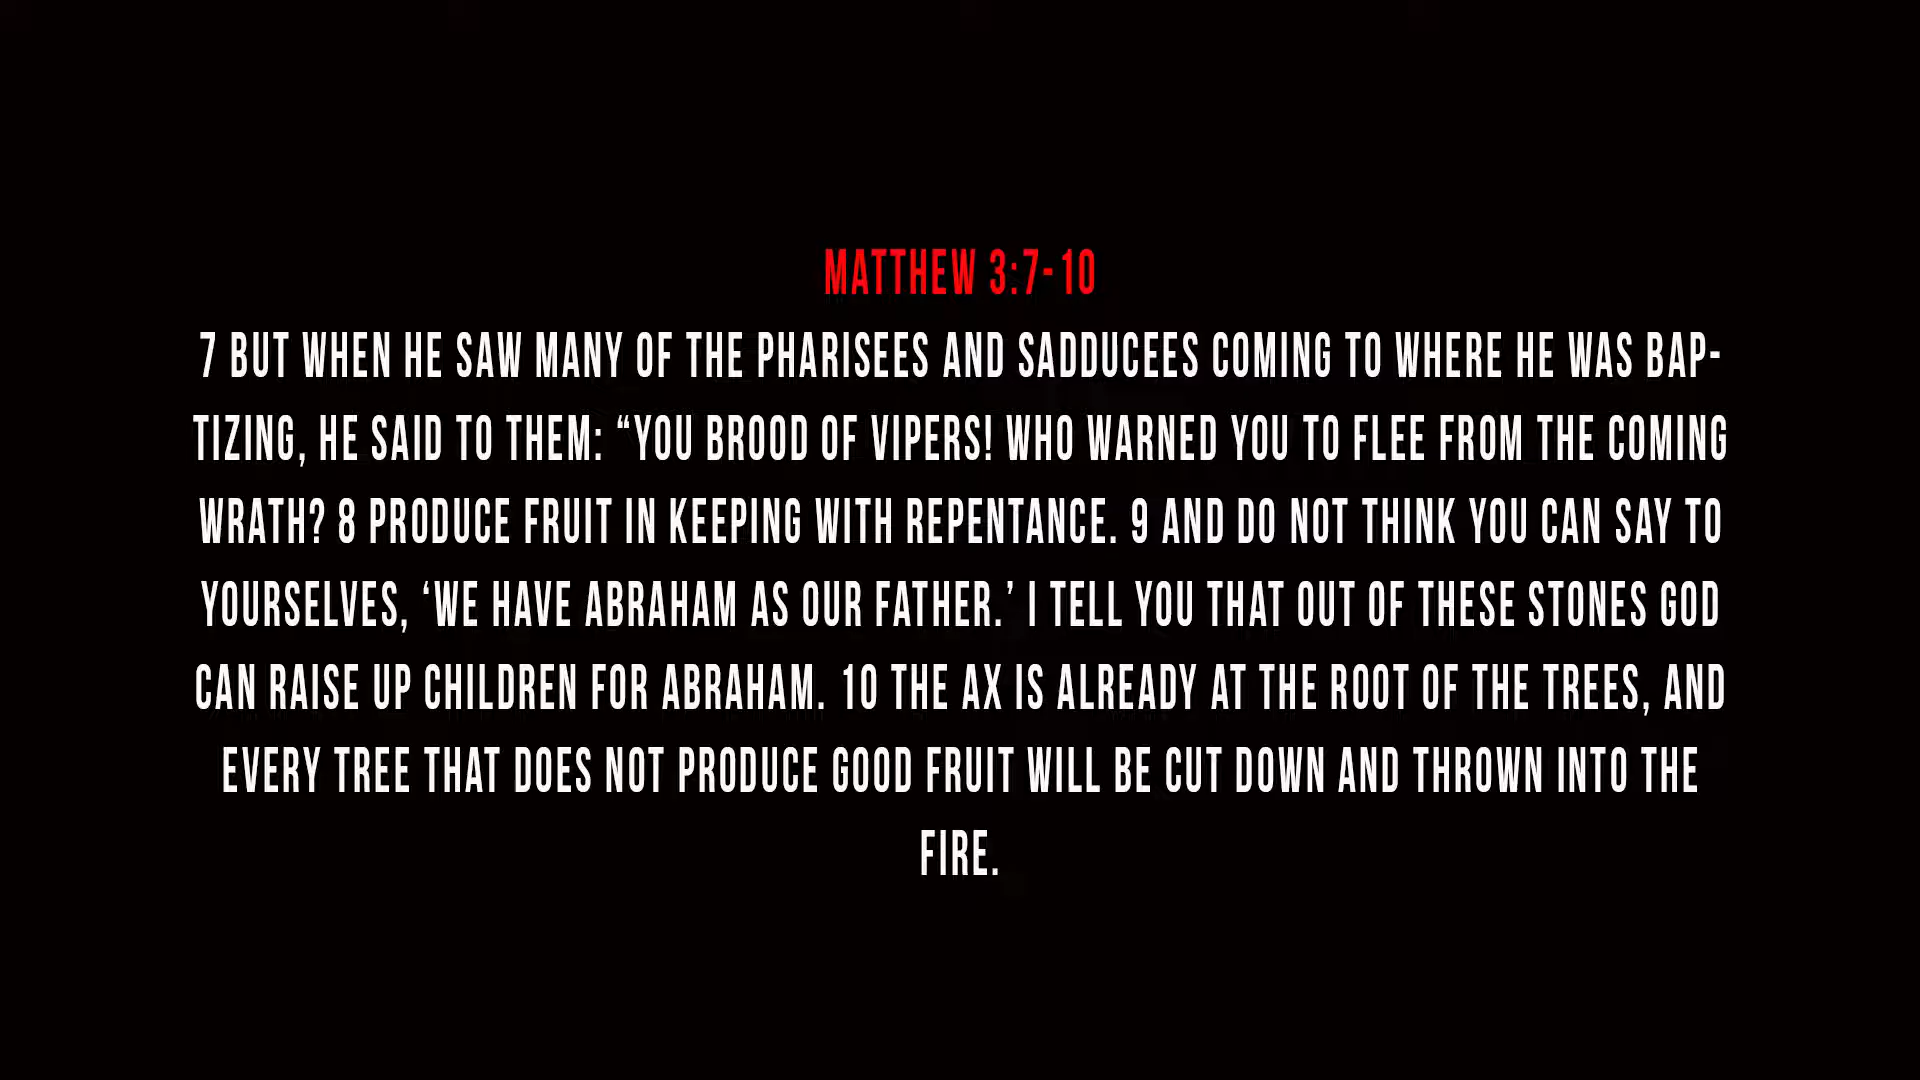 MATTHEW 3:7-10
7 BUT WHEN HE SAW MANY OF THE PHARISEES AND SADDUCEES COMING TO WHERE HE WAS BAP-
TIZING, HE SAID TO THEM: “YOU BROOD OF VIPERS! WHO WARNED YOU TO FLEE FROM THE COMING
WRATH? 8 PRODUCE FRUIT IN KEEPING WITH REPENTANCE. 9 AND DO NOT THINK YOU CAN SAY TO
YOURSELVES, ‘WE HAVE ABRAHAM AS OUR FATHER.’ I TELL YOU THAT OUT OF THESE STONES GOD
CAN RAISE UP CHILDREN FOR ABRAHAM. 10 THE AX IS ALREADY AT THE ROOT OF THE TREES, AND
EVERY TREE THAT DOES NOT PRODUCE GOOD FRUIT WILL BE CUT DOWN AND THROWN INTO THE
FIRE.